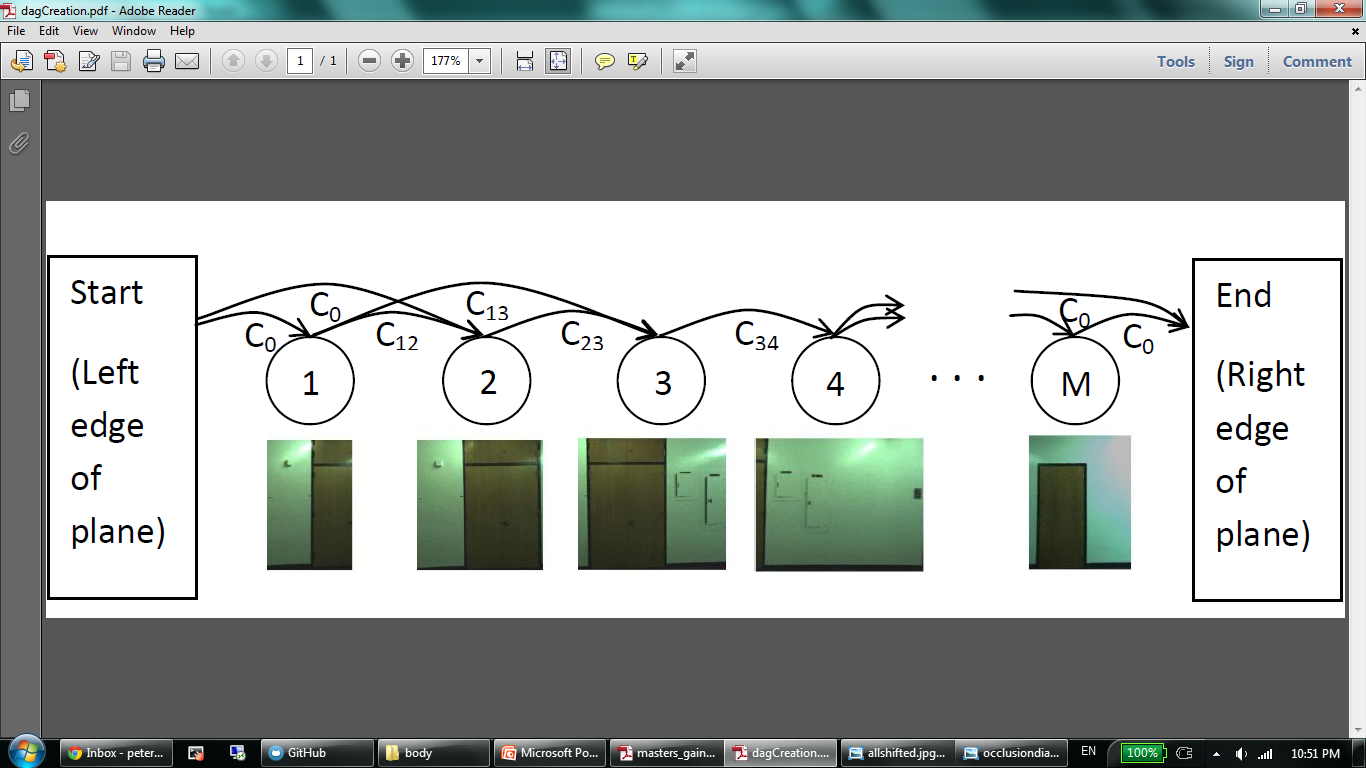 dagCreation.pdf - Adobe Reader
File Edit View Window Help
1 / 1 177% Tools Sign Comment
Start
(Left
edge
of
plane)
C0 C0 C12 C13 C23 C34 C0 C0
1 2 3 4 . . . M
End
(Right
edge
of
plane)
Inbox - peter... GitHub body Microsoft Po... masters_gain... dagCreation.... allshifted.jpg... occlusiondia... EN 100% 10:51 PM